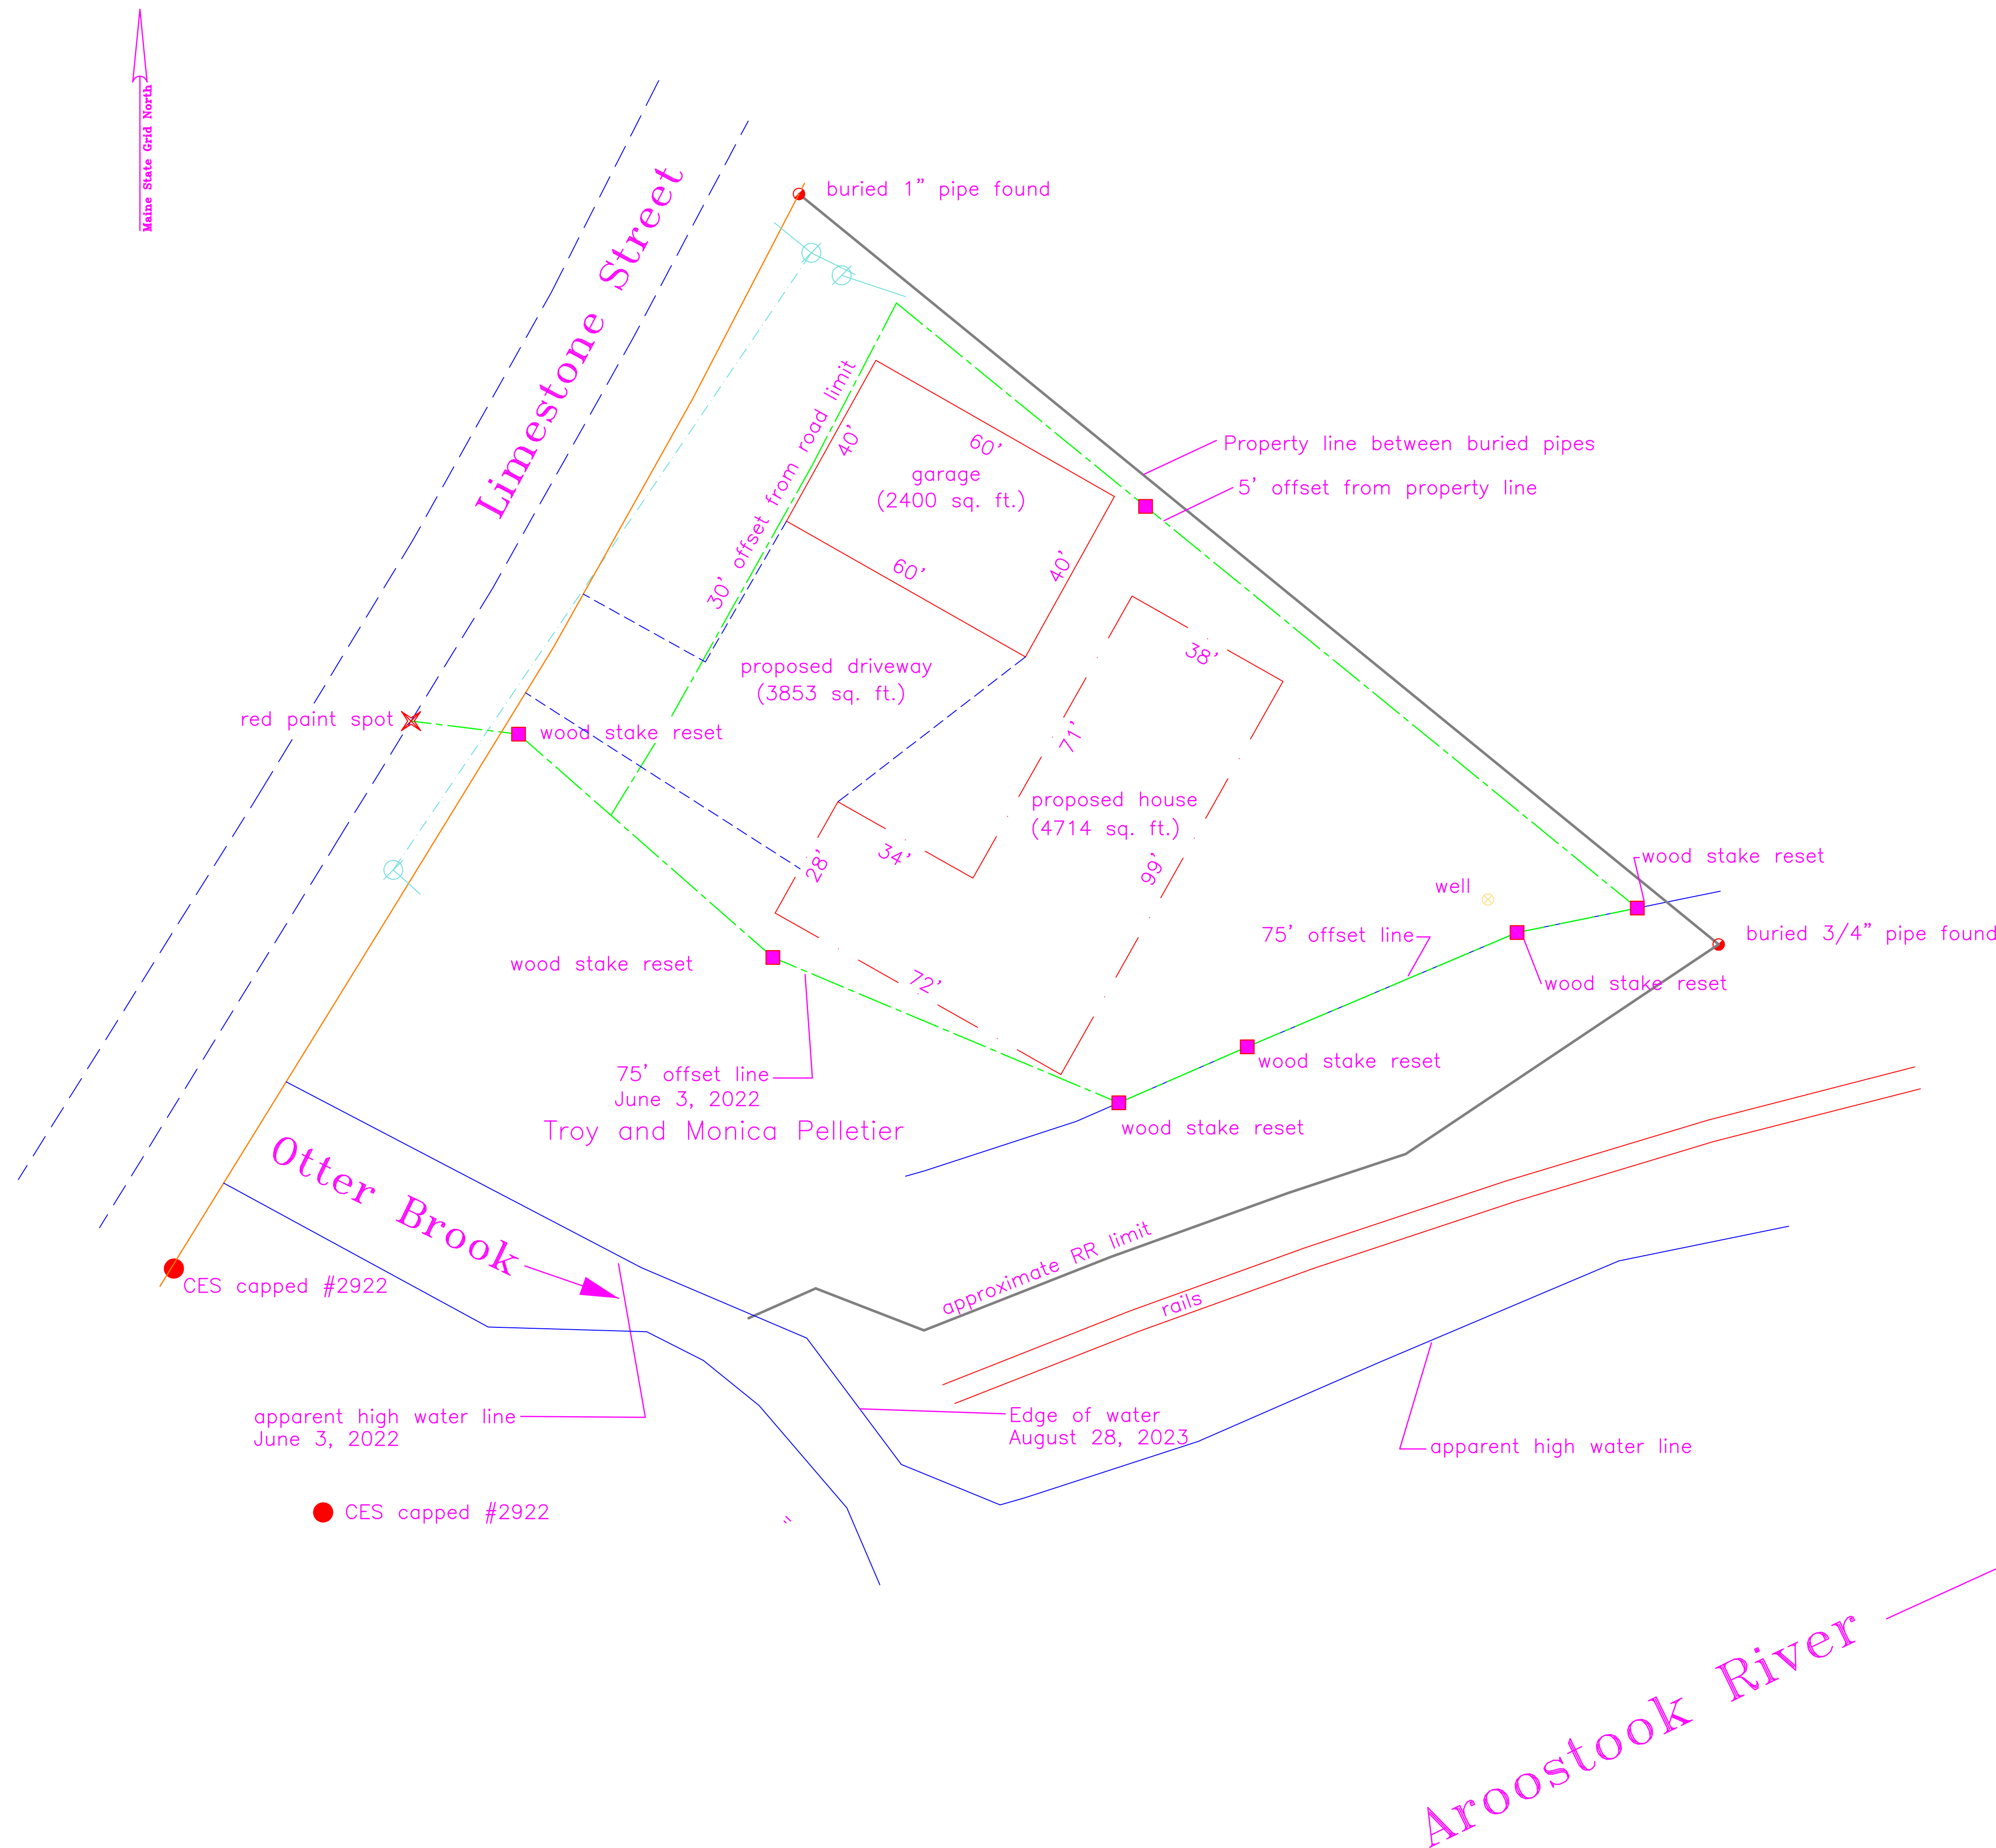 Maine State Grid North
Limestone Street
buried 1" pipe found
30' offset from road limit
40'
60'
garage
(2400 sq. ft.)
60'
40'
Property line between buried pipes
5' offset from property line
38'
proposed driveway
(3853 sq. ft.)
red paint spot
wood stake reset
71'
proposed house
(4714 sq. ft.)
28'
34'
99'
wood stake reset
well
75' offset line
buried 3/4" pipe found
wood stake reset
wood stake reset
72'
wood stake reset
75' offset line
June 3, 2022
Troy and Monica Pelletier
wood stake reset
Otter Brook
CES capped #2922
approximate RR limit
rails
apparent high water line
June 3, 2022
Edge of water
August 28, 2023
apparent high water line
CES capped #2922
"
Aroostook River